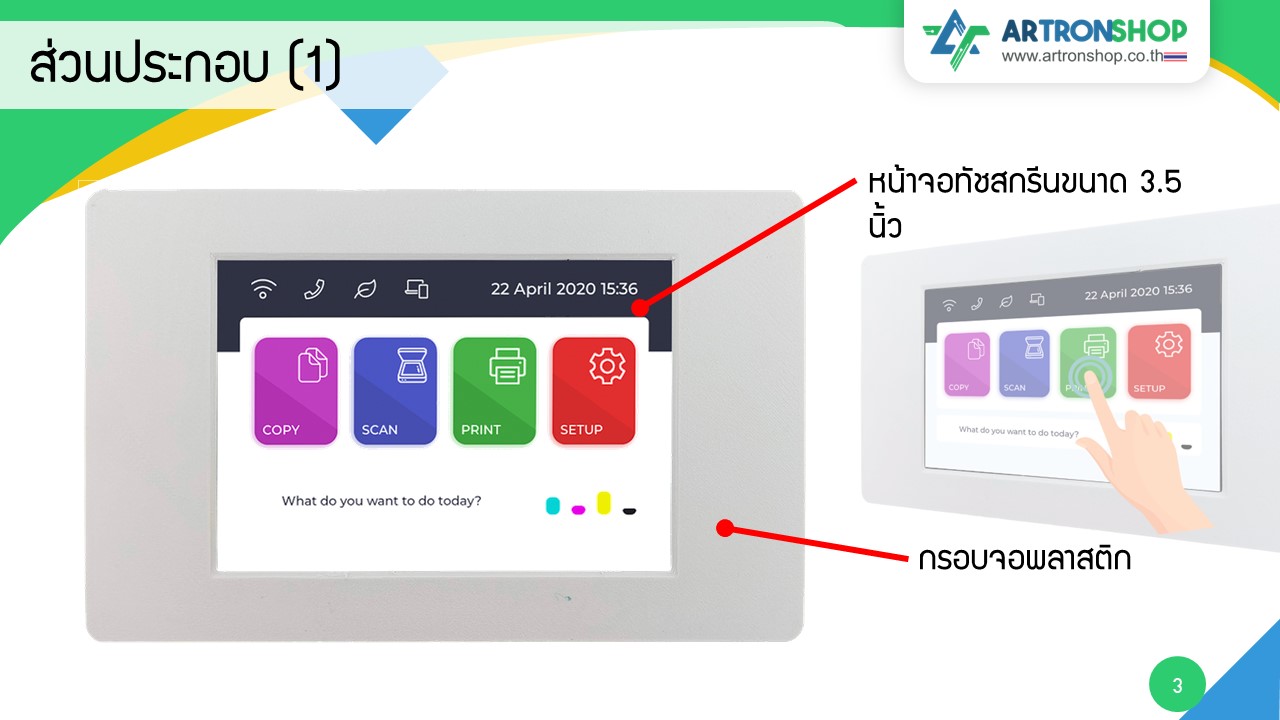 ส่วนประกอบ (1)
ARTRONSHOP
www.artronshop.co.th
หน้าจอทัชสกรีนขนาด 3.5
นิ้ว
22 April 2020 15:36
COPY
SCAN
PRINT
SETUP
What do you want to do today?
22 April 2020 15:36
COPY
SCAN
SETUP
What do you want to do today?
กรอบจอพลาสติก
3